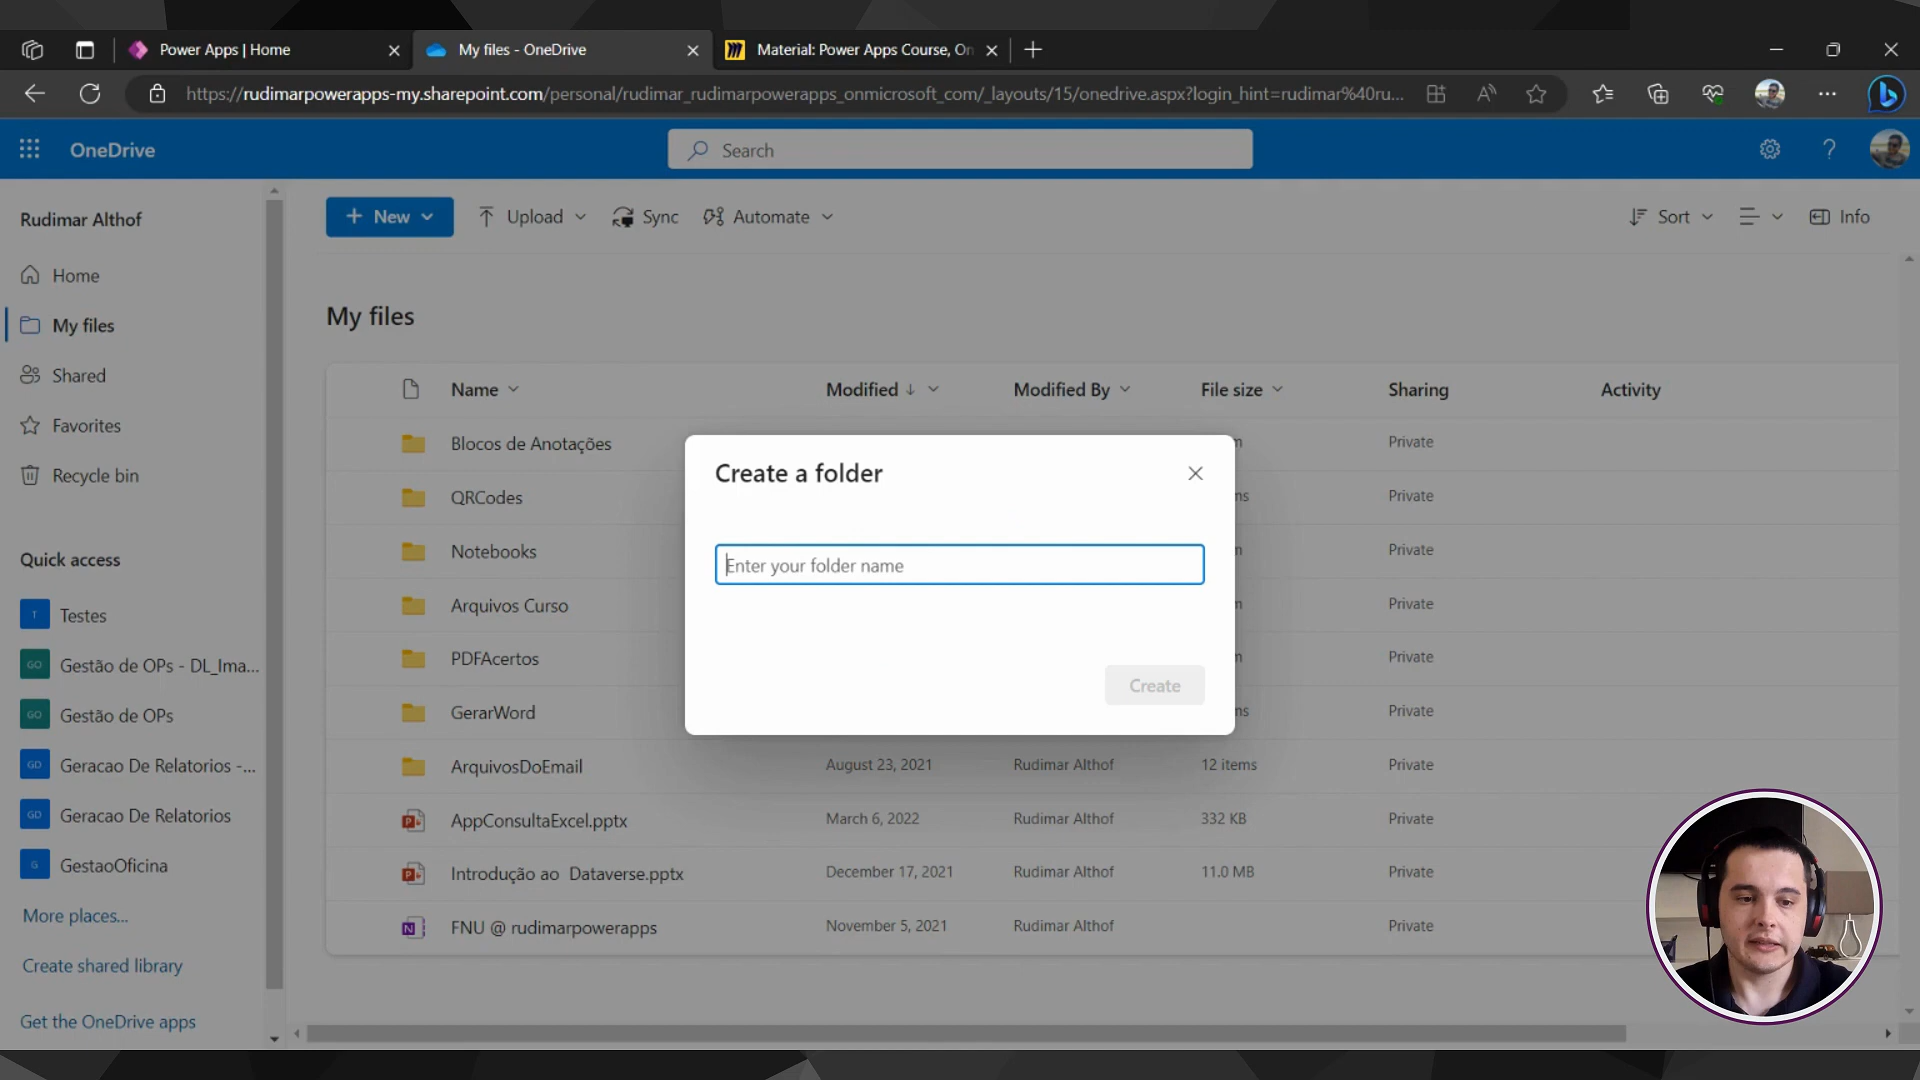 Power Apps | Home
My files - OneDrive
Material: Power Apps Course, On
https://rudimarpowerapps-my.sharepoint.com/personal/rudimar_rudimarpowerapps_onmicrosoft_com/_layouts/15/onedrive.aspx?login_hint=rudimar%40ru...
OneDrive
Search
Rudimar Althof
Home
My files
Shared
Favorites
Recycle bin
Quick access
T Testes
GO Gestão de OPs - DL_Ima...
GO Gestão de OPs
GD Geracao De Relatorios -...
GD Geracao De Relatorios
G GestaoOficina
More places...
Create shared library
Get the OneDrive apps
+ New Upload Sync Automate Sort Info
My files
Name Modified ↓ Modified By File size Sharing Activity
Blocos de Anotações Private
QRCodes Private
Notebooks Private
Arquivos Curso Private
PDFAcertos Private
GerarWord Private
ArquivosDoEmail August 23, 2021 Rudimar Althof 12 items Private
AppConsultaExcel.pptx March 6, 2022 Rudimar Althof 332 KB Private
Introdução ao Dataverse.pptx December 17, 2021 Rudimar Althof 11.0 MB Private
FNU @ rudimarpowerapps November 5, 2021 Rudimar Althof Private
Create a folder
Enter your folder name
Create